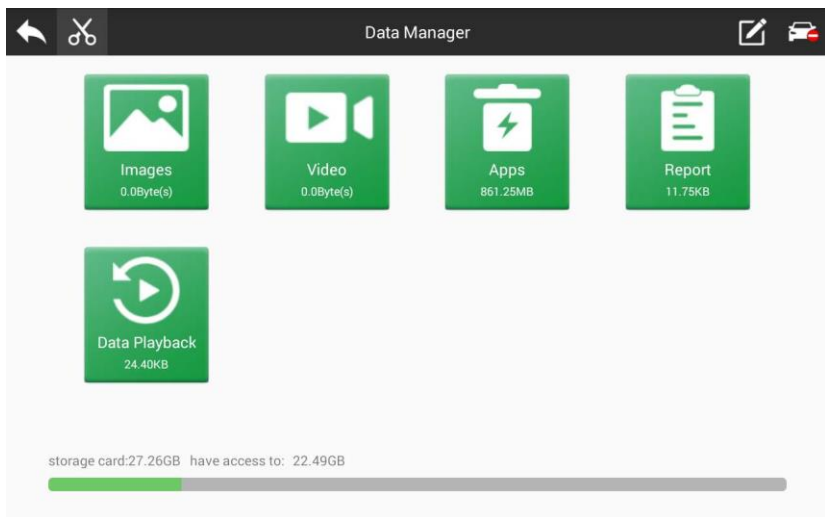 Data Manager
Images
0.0Byte(s)
Video
0.0Byte(s)
Apps
861.25MB
Report
11.75KB
Data Playback
24.40KB
storage card:27.26GB have access to: 22.49GB